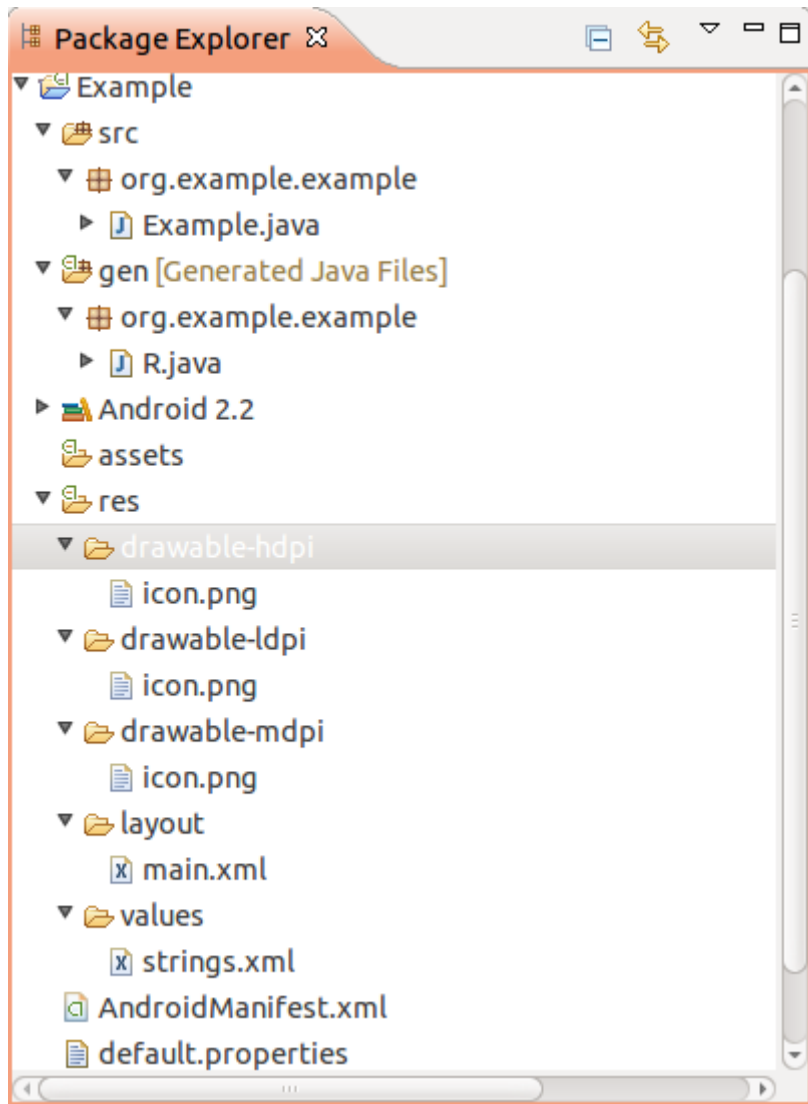 Package Explorer
Example
src
org.example.example
Example.java
gen [Generated Java Files]
org.example.example
R.java
Android 2.2
assets
res
drawable-hdpi
icon.png
drawable-ldpi
icon.png
drawable-mdpi
icon.png
layout
main.xml
values
strings.xml
AndroidManifest.xml
default.properties